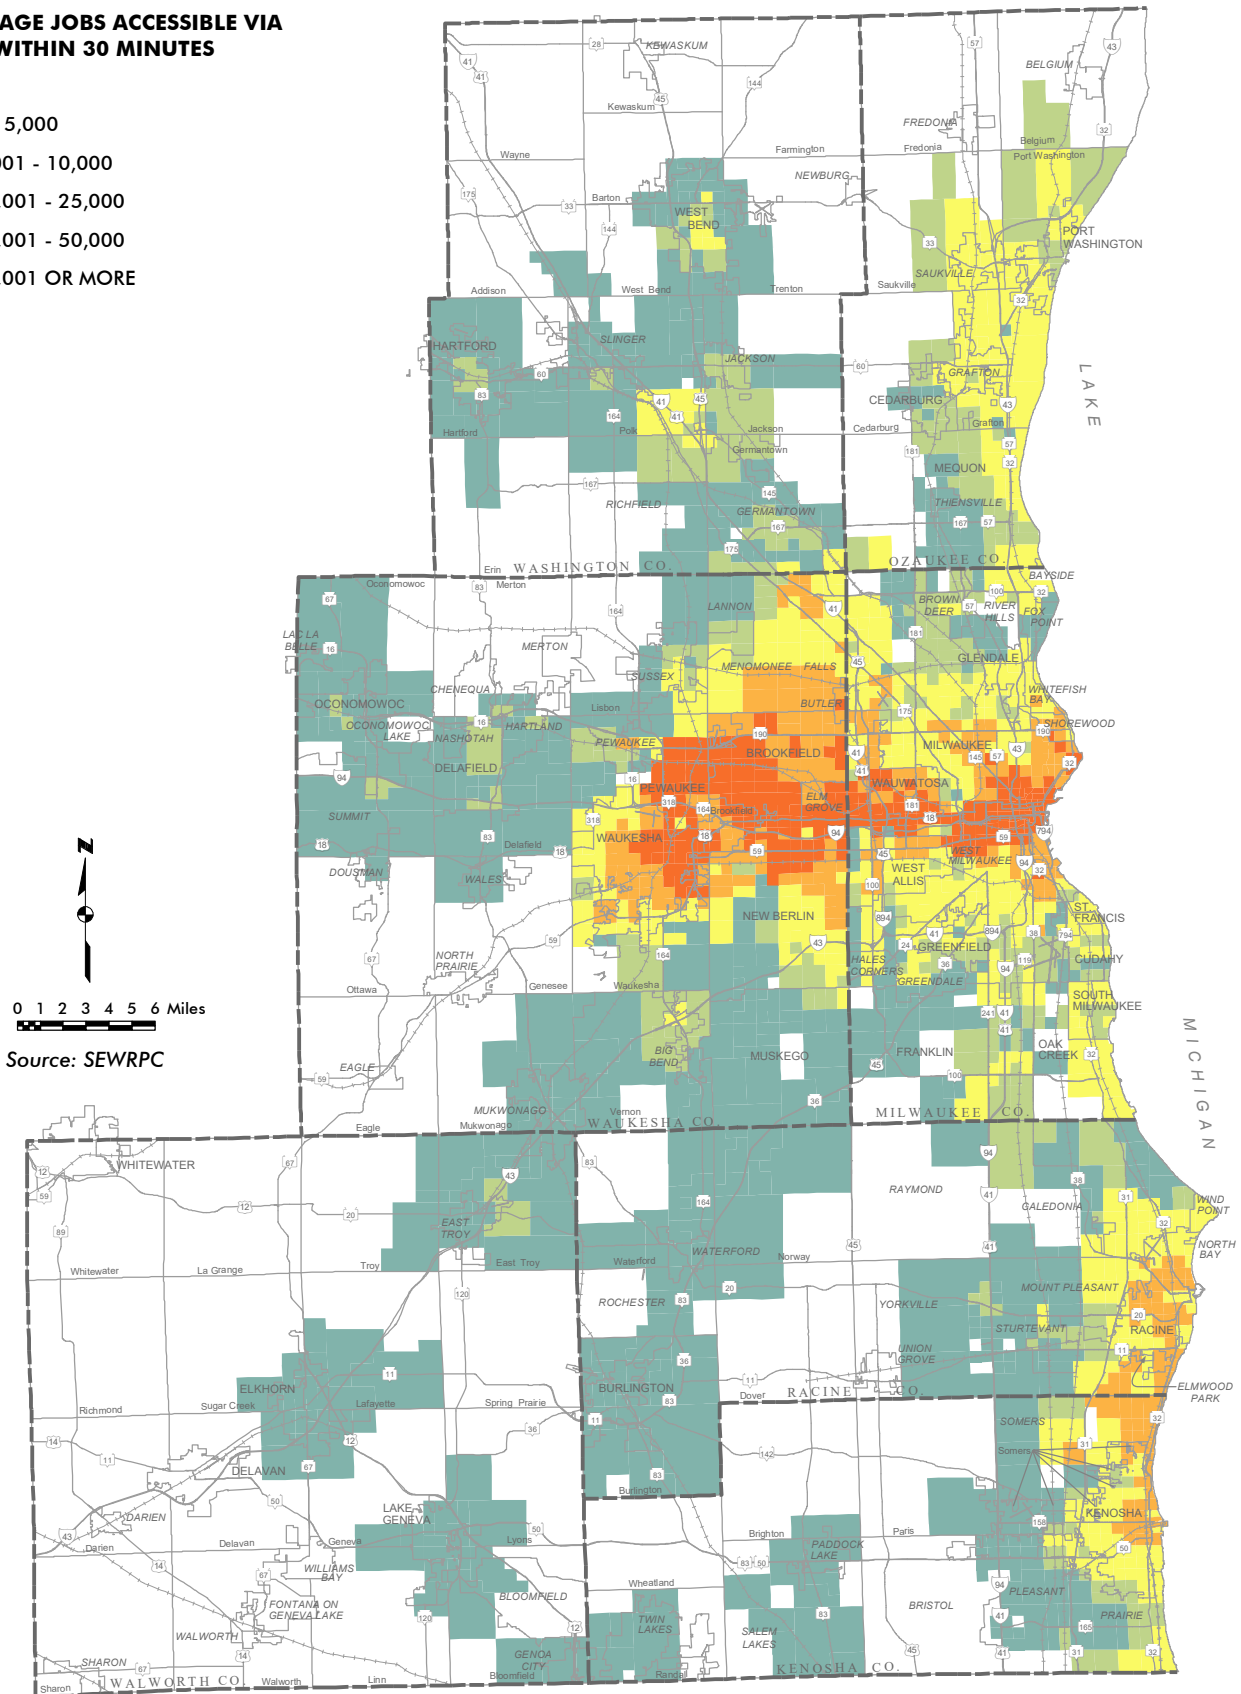 AGE JOBS ACCESSIBLE VIA
WITHIN 30 MINUTES
5,000
001 - 10,000
001 - 25,000
001 - 50,000
001 OR MORE
KEWASKUM
Kewaskum
BELGIUM
FREDONIA
Belgium
Wayne
Farmington
Fredonia
Port Washington
NEWBURG
Barton
WEST
BEND
PORT
WASHINGTON
SAUKVILLE
Addison
West Bend
Trenton
Saukville
HARTFORD
SLINGER
JACKSON
GRAFTON
CEDARBURG
LAKE
Hartford
Polk
Jackson
Cedarburg
Grafton
Germantown
MEQUON
RICHFIELD
GERMANTOWN
THIENSVILLE
Erin
WASHINGTON CO.
OZAUKEE CO.
Oconomowoc
Merton
BAYSIDE
LANNON
BROWN
DEER
RIVER
HILLS
FOX
POINT
LAC LA
BELLE
MERTON
GLENDALE
MENOMONEE FALLS
SUSSEX
CHENEQUA
WHITEFISH
BAY
OCONOMOWOC
Lisbon
BUTLER
OCONOMOWOC
LAKE
HARTLAND
SHOREWOOD
NASHOTAH
PEWAUKEE
BROOKFIELD
MILWAUKEE
DELAFIELD
PEWAUKEE
WAUWATOSA
ELM
GROVE
Brookfield
SUMMIT
WAUKESHA
Delafield
WEST
MILWAUKEE
DOUSMAN
WALES
WEST
ALLIS
NEW BERLIN
ST.
FRANCIS
GREENFIELD
NORTH
PRAIRIE
HALES
CORNERS
CUDAHY
GREENDALE
Ottawa
Genesee
Waukesha
SOUTH
MILWAUKEE
N
0 1 2 3 4 5 6 Miles
Source: SEWRPC
BIG
BEND
MUSKEGO
FRANKLIN
OAK
CREEK
EAGLE
MICHIGAN
MUKWONAGO
Vernon
Eagle
Mukwonago
WAUKESHA CO.
MILWAUKEE CO.
WHITEWATER
RAYMOND
CALEDONIA
WIND
POINT
EAST
TROY
NORTH
BAY
WATERFORD
Whitewater
La Grange
Troy
East Troy
Waterford
Norway
MOUNT PLEASANT
ROCHESTER
YORKVILLE
STURTEVANT
RACINE
UNION
GROVE
ELKHORN
BURLINGTON
ELMWOOD
PARK
Dover
RACINE CO.
Richmond
Sugar Creek
Lafayette
Spring Prairie
SOMERS
Somers
DELAVAN
Burlington
LAKE
GENEVA
DARIEN
KENOSHA
Darien
Delavan
Geneva
Lyons
Brighton
Paris
PADDOCK
LAKE
WILLIAMS
BAY
Wheatland
BLOOMFIELD
PLEASANT
PRAIRIE
FONTANA ON
GENEVA LAKE
BRISTOL
WALWORTH
TWIN
LAKES
SALEM
LAKES
SHARON
GENOA
CITY
Sharon
WALWORTH CO.
Walworth
Linn
Bloomfield
Randall
KENOSHA CO.